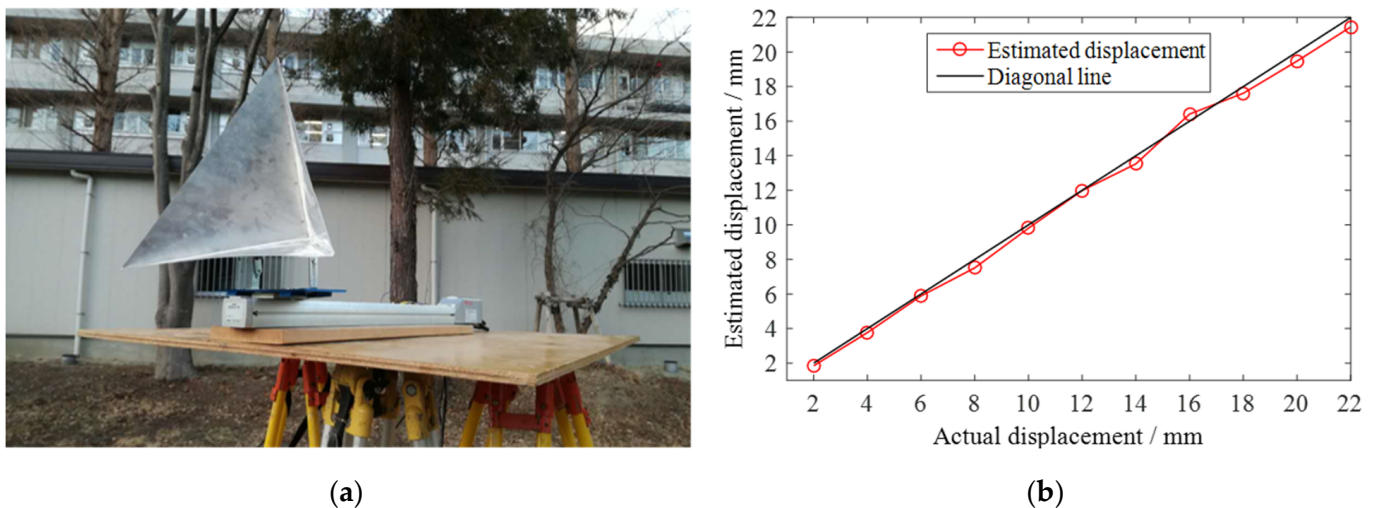 22
20
18
16
14
12
10
8
6
4
2
Estimated displacement / mm
Estimated displacement
Diagonal line
2 4 6 8 10 12 14 16 18 20 22
Actual displacement / mm
(a) (b)